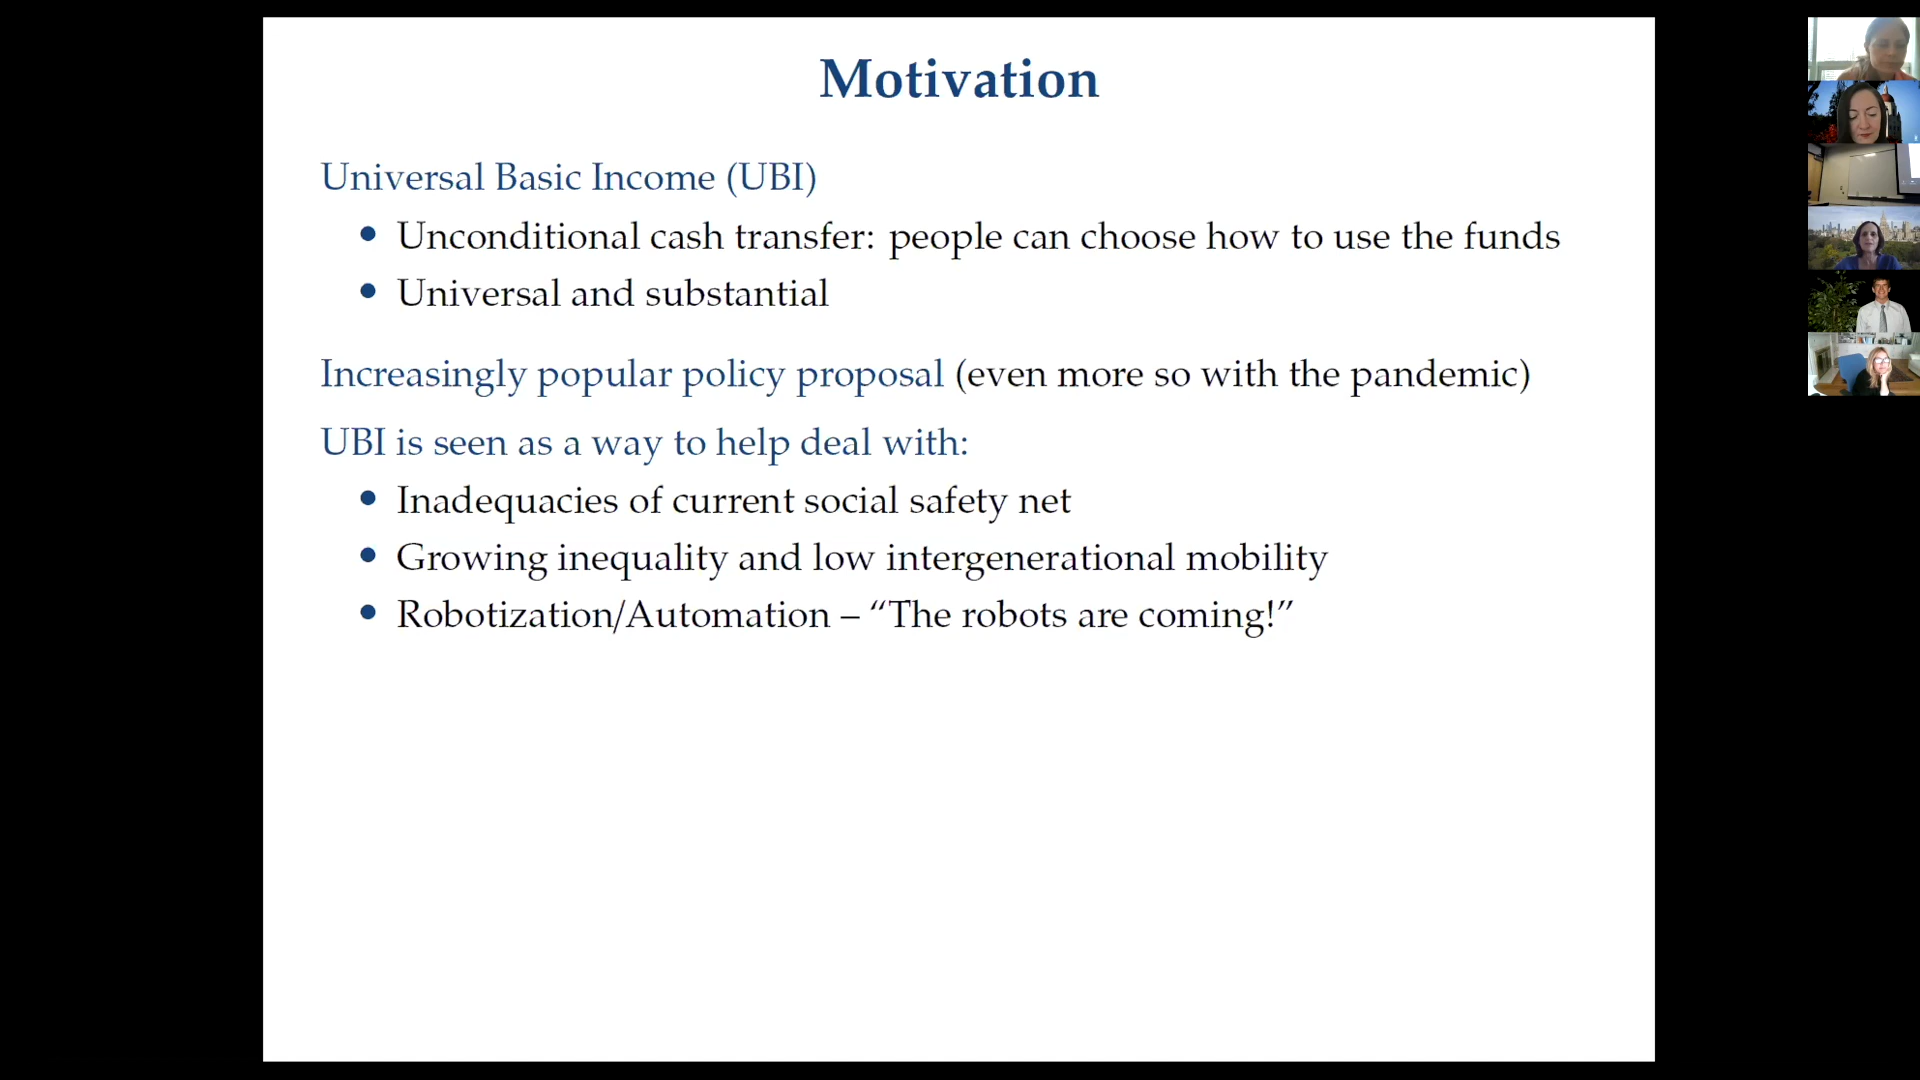 Motivation
Universal Basic Income (UBI)
• Unconditional cash transfer: people can choose how to use the funds
• Universal and substantial
Increasingly popular policy proposal (even more so with the pandemic)
UBI is seen as a way to help deal with:
• Inadequacies of current social safety net
• Growing inequality and low intergenerational mobility
• Robotization/Automation – “The robots are coming!”